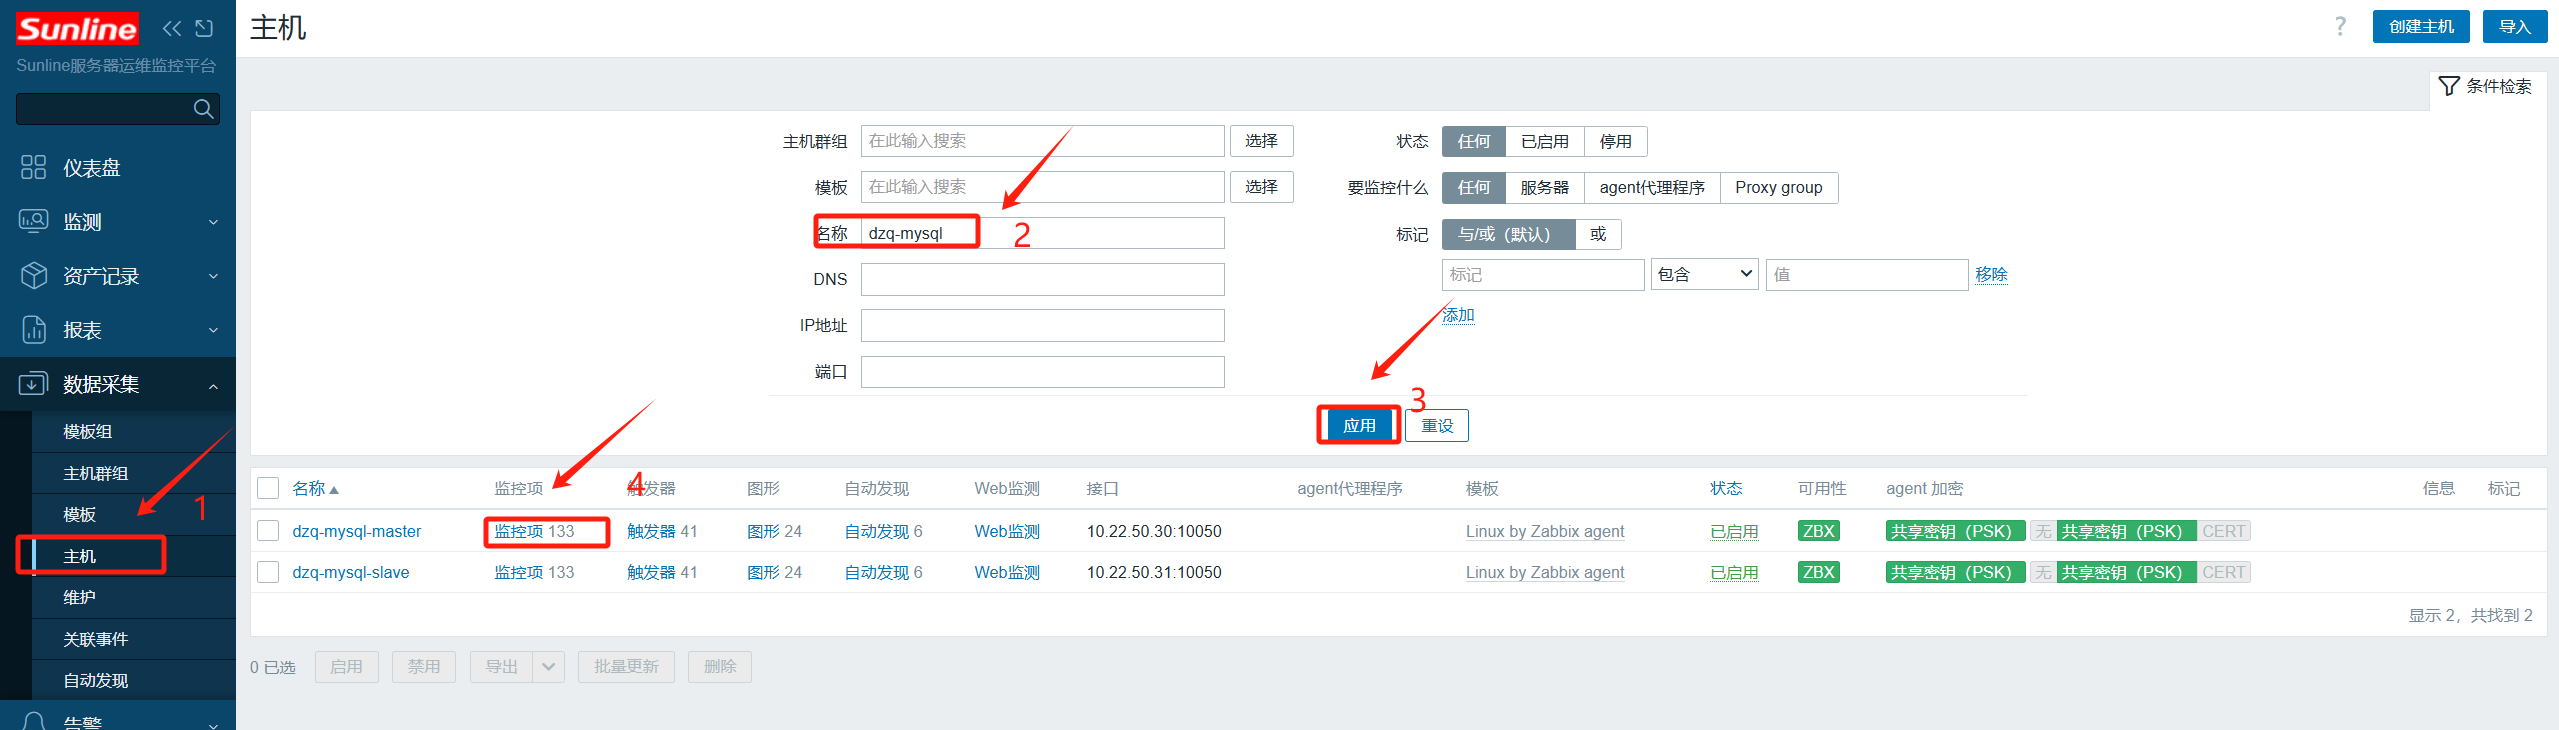 Sunline
Sunline服务器运维监控平台
仪表盘
监测
资产记录
报表
数据采集
模板组
主机群组
模板
1
主机
维护
关联事件
自动发现
告警
主机
?
创建主机
导入
条件检索
主机群组 在此输入搜索 选择
模板 在此输入搜索 选择
名称 dzq-mysql 2
DNS
IP地址
端口
状态 任何 已启用 停用
要监控什么 任何 服务器 agent代理程序 Proxy group
标记 与/或（默认） 或
标记 包含 值 移除
添加
3
应用 重设
4
名称 监控项 触发器 图形 自动发现 Web监测 接口 agent代理程序 模板 状态 可用性 agent 加密 信息 标记
dzq-mysql-master 监控项 133 触发器 41 图形 24 自动发现 6 Web监测 10.22.50.30:10050 Linux by Zabbix agent 已启用 ZBX 共享密钥（PSK） 无 共享密钥（PSK） CERT
dzq-mysql-slave 监控项 133 触发器 41 图形 24 自动发现 6 Web监测 10.22.50.31:10050 Linux by Zabbix agent 已启用 ZBX 共享密钥（PSK） 无 共享密钥（PSK） CERT
显示 2，共找到 2
0 已选 启用 禁用 导出 批量更新 删除